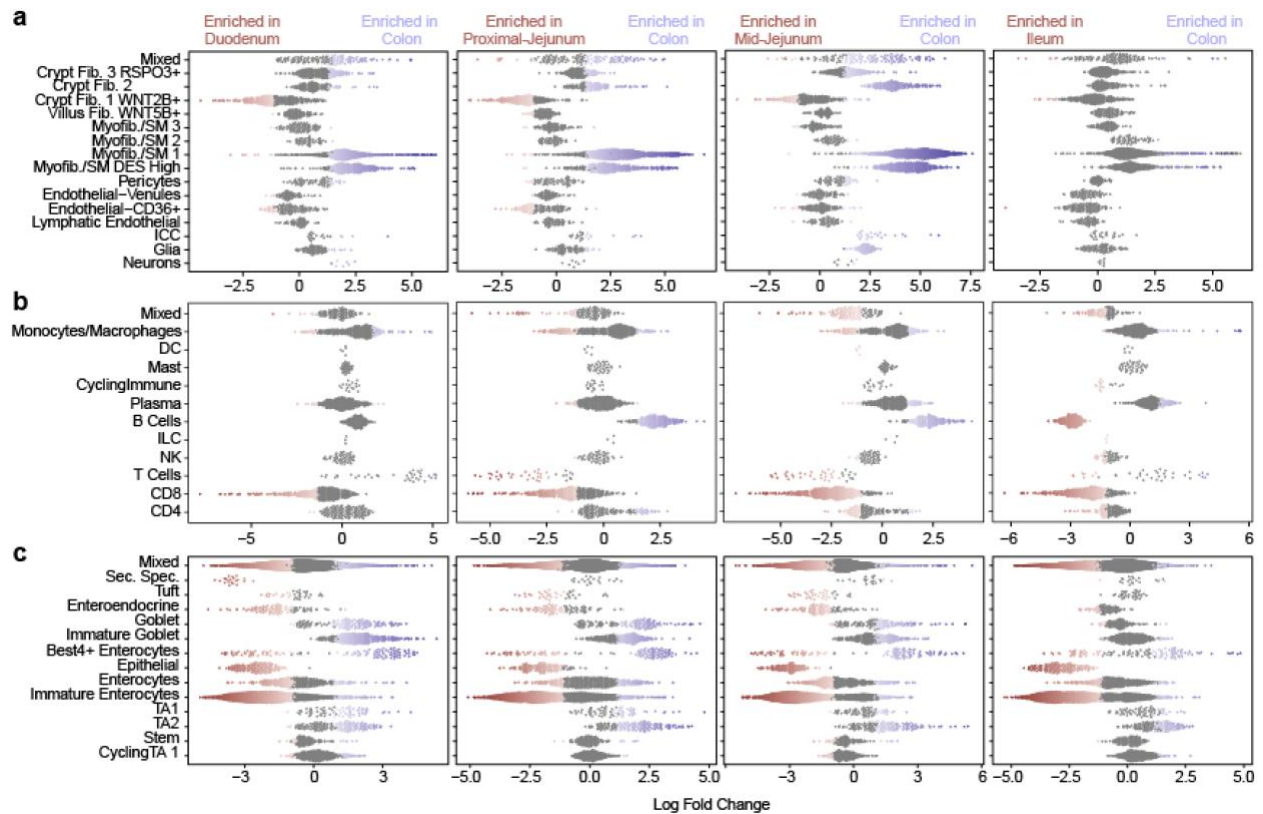 a
Enriched in Duodenum
Enriched in Colon
Enriched in Proximal-Jejunum
Enriched in Colon
Enriched in Mid-Jejunum
Enriched in Colon
Enriched in Ileum
Enriched in Colon
Mixed
Crypt Fib. 3 RSPO3+
Crypt Fib. 2
Crypt Fib. 1 WNT2B+
Villus Fib. WNT5B+
Myofib./SM 3
Myofib./SM 2
Myofib./SM 1
Myofib./SM DES High
Pericytes
Endothelial−Venules
Endothelial−CD36+
Lymphatic Endothelial
ICC
Glia
Neurons
−2.5 0 2.5 5.0
−2.5 0 2.5 5.0
−2.5 0 2.5 5.0 7.5
−2.5 0 2.5 5.0
b
Mixed
Monocytes/Macrophages
DC
Mast
CyclingImmune
Plasma
B Cells
ILC
NK
T Cells
CD8
CD4
−5 0 5
−5.0 −2.5 0 2.5
−5.0 −2.5 0 2.5
−6 −3 0 3 6
c
Mixed
Sec. Spec.
Tuft
Enteroendocrine
Goblet
Immature Goblet
Best4+ Enterocytes
Epithelial
Enterocytes
Immature Enterocytes
TA1
TA2
Stem
CyclingTA 1
−3 0 3
−5.0 −2.5 0.0 2.5 5.0
−3 0 3 6
−5.0 −2.5 0.0 2.5 5.0
Log Fold Change